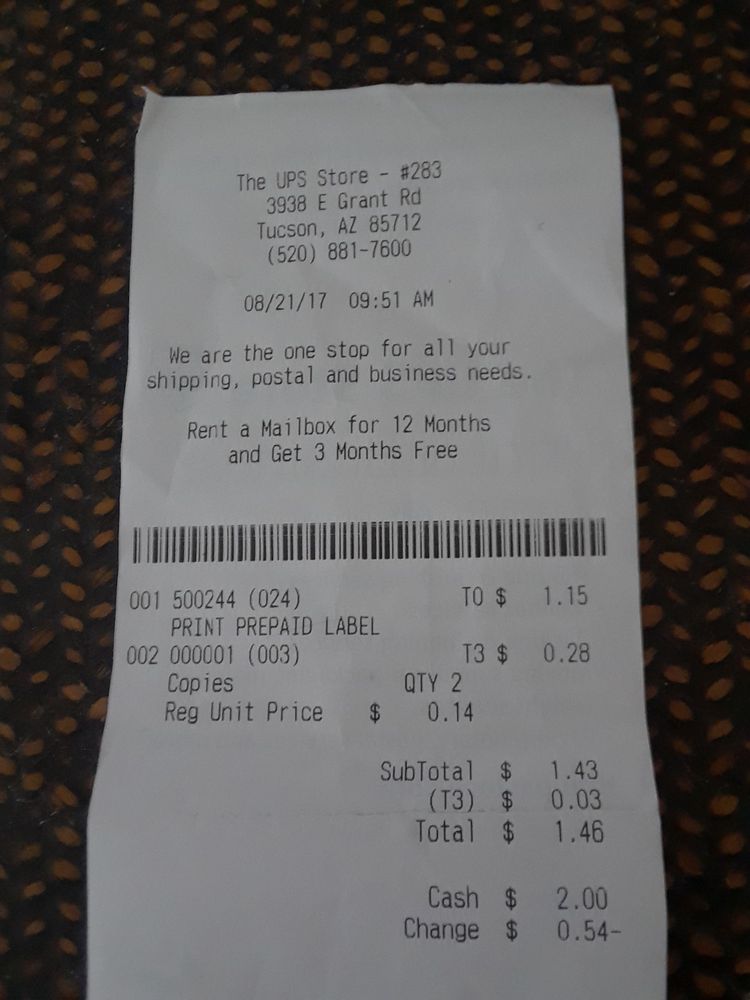 The UPS Store - #283
3938 E Grant Rd
Tucson, AZ 85712
(520) 881-7600
08/21/17 09:51 AM
We are the one stop for all your
shipping, postal and business needs.
Rent a Mailbox for 12 Months
and Get 3 Months Free
001 500244 (024) T0 $ 1.15
PRINT PREPAID LABEL
002 000001 (003) T3 $ 0.28
Copies QTY 2
Reg Unit Price $ 0.14
SubTotal $ 1.43
(T3) $ 0.03
Total $ 1.46
Cash $ 2.00
Change $ 0.54-